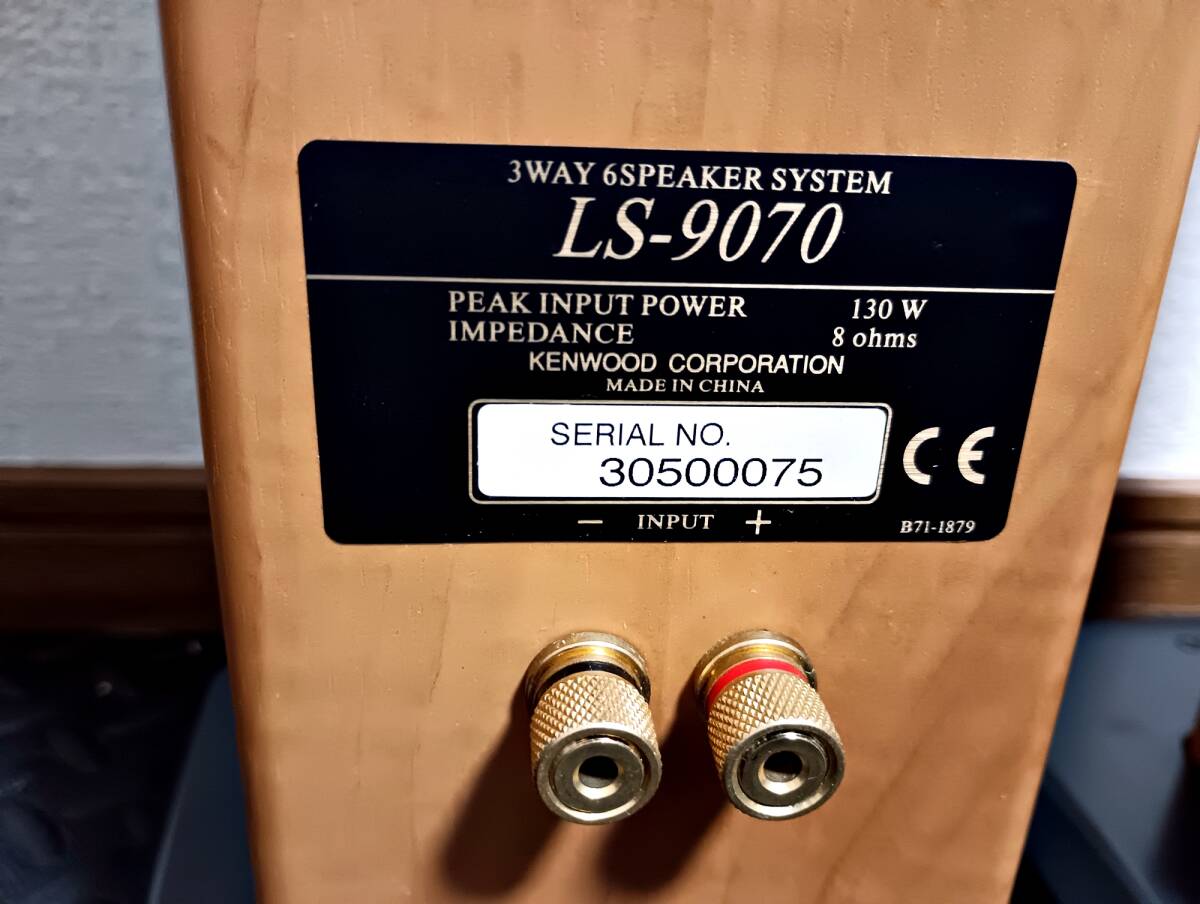 3WAY 6SPEAKER SYSTEM
LS-9070
PEAK INPUT POWER 130 W
IMPEDANCE 8 ohms
KENWOOD CORPORATION
MADE IN CHINA
SERIAL NO.
30500075
CE
− INPUT +
B71-1879